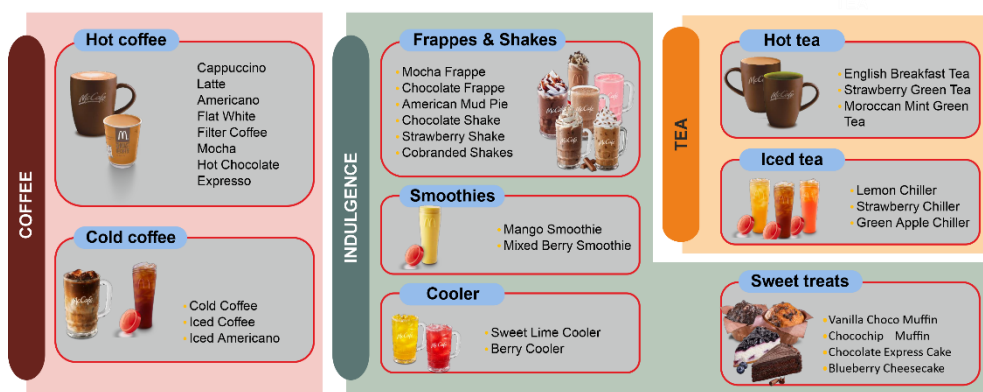 COFFEE
Hot coffee
Cappuccino
Latte
Americano
Flat White
Filter Coffee
Mocha
Hot Chocolate
Expresso
McCafé
Cold coffee
Cold Coffee
Iced Coffee
Iced Americano
McCafé
INDULGENCE
Frappes & Shakes
Mocha Frappe
Chocolate Frappe
American Mud Pie
Chocolate Shake
Strawberry Shake
Cobranded Shakes
Smoothies
Mango Smoothie
Mixed Berry Smoothie
Cooler
Sweet Lime Cooler
Berry Cooler
TEA
Hot tea
English Breakfast Tea
Strawberry Green Tea
Moroccan Mint Green
Tea
McCafé
Iced tea
Lemon Chiller
Strawberry Chiller
Green Apple Chiller
Sweet treats
Vanilla Choco Muffin
Chocochip Muffin
Chocolate Express Cake
Blueberry Cheesecake